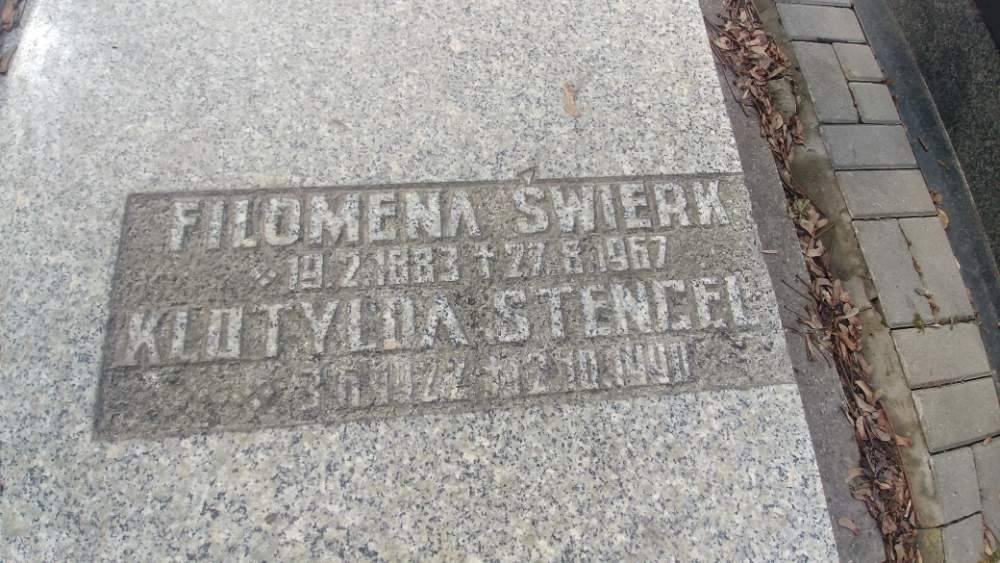 FILOMENA ŚWIERK
* 19.2.1883 † 27.8.1967
KLOTYLDA STENCEL